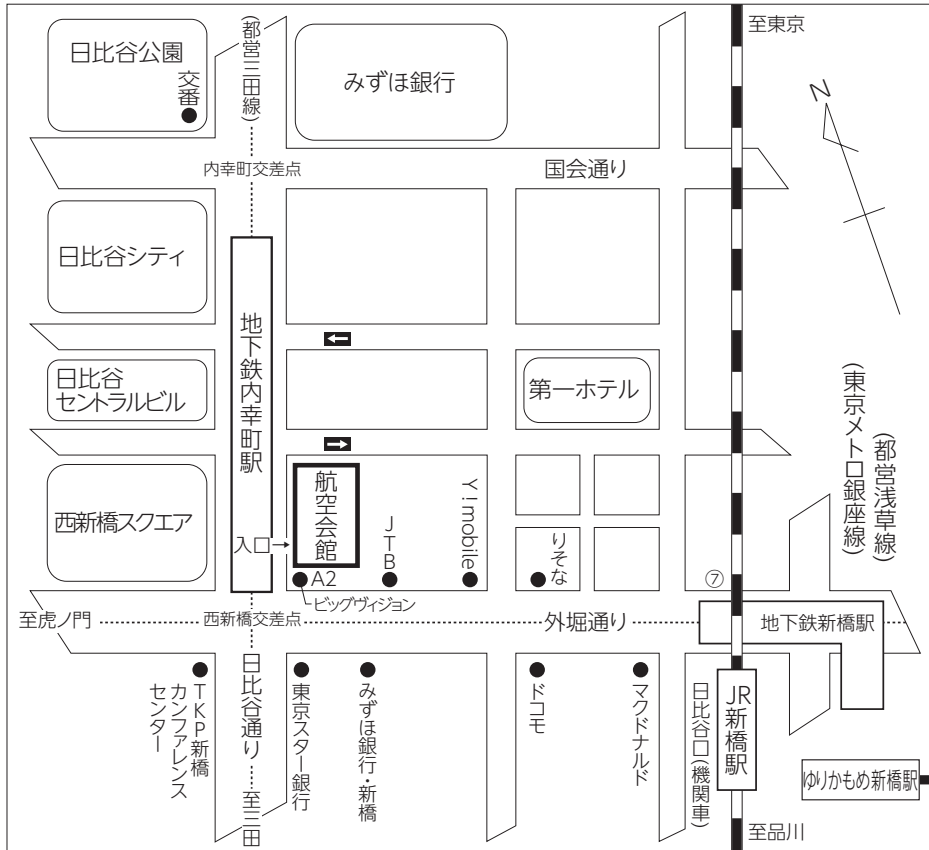 至東京
日比谷公園
交番
(都営三田線)
みずほ銀行
N
内幸町交差点
国会通り
日比谷シティ
地下鉄内幸町駅
←
日比谷
セントラルビル
第一ホテル
→
(東京メトロ銀座線)
(都営浅草線)
西新橋スクエア
航空会館
入口→
A2
ビッグヴィジョン
JTB
Y!mobile
りそな
⑦
至虎ノ門
西新橋交差点
外堀通り
地下鉄新橋駅
TKP新橋
カンファレンス
センター
日比谷通り
至三田
東京スター銀行
みずほ銀行・新橋
ドコモ
マクドナルド
日比谷口(機関車)
JR新橋駅
ゆりかもめ新橋駅
至品川